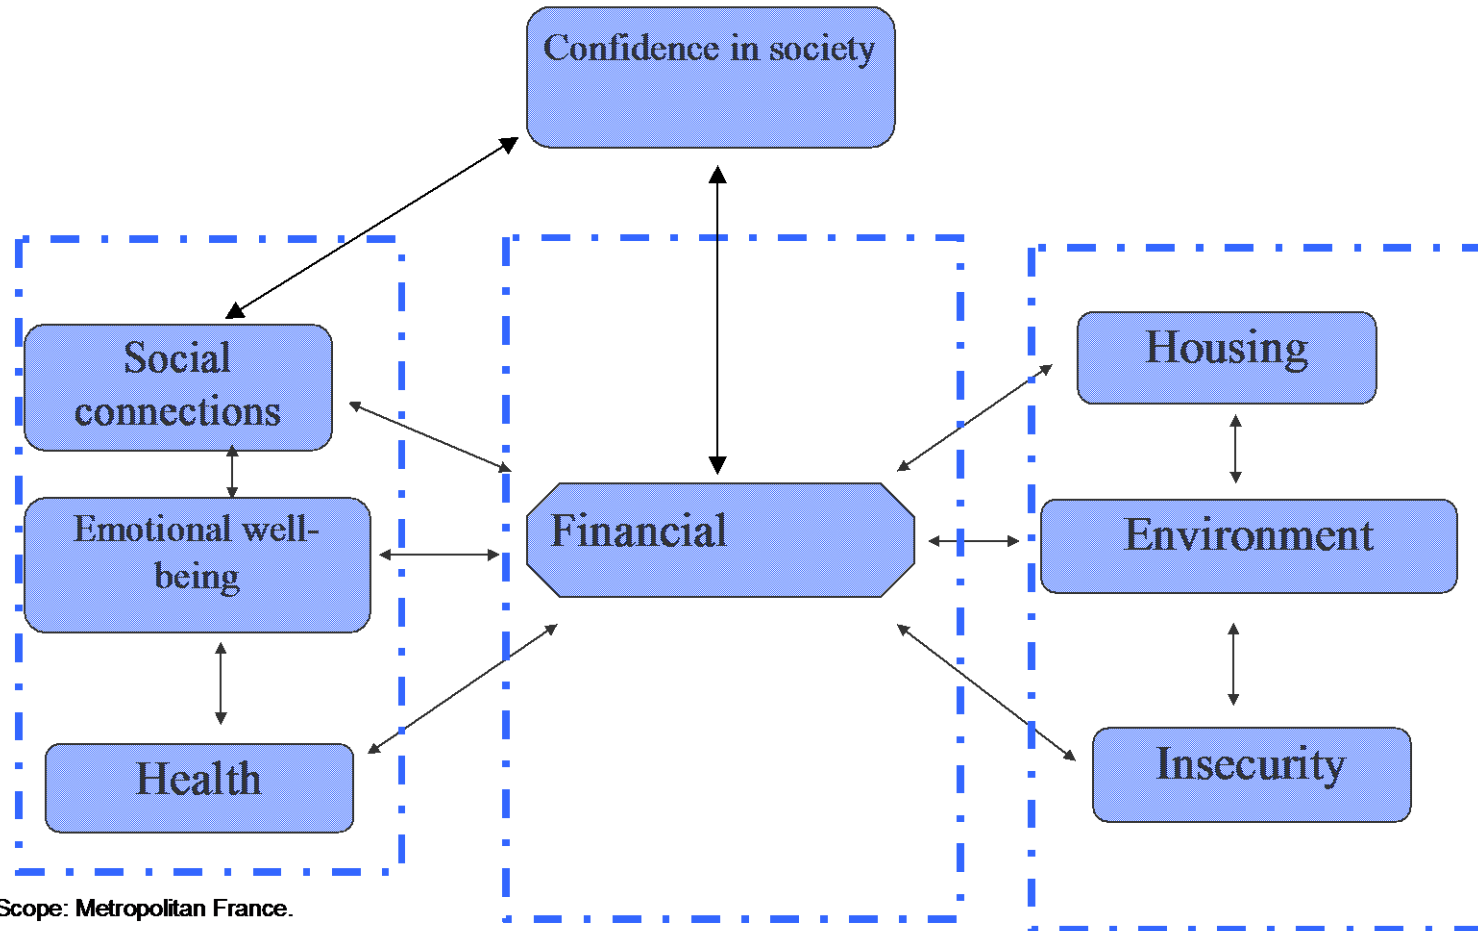 Confidence in society
Social
connections
Housing
Emotional well-
being
Financial
Environment
Health
Insecurity
Scope: Metropolitan France.